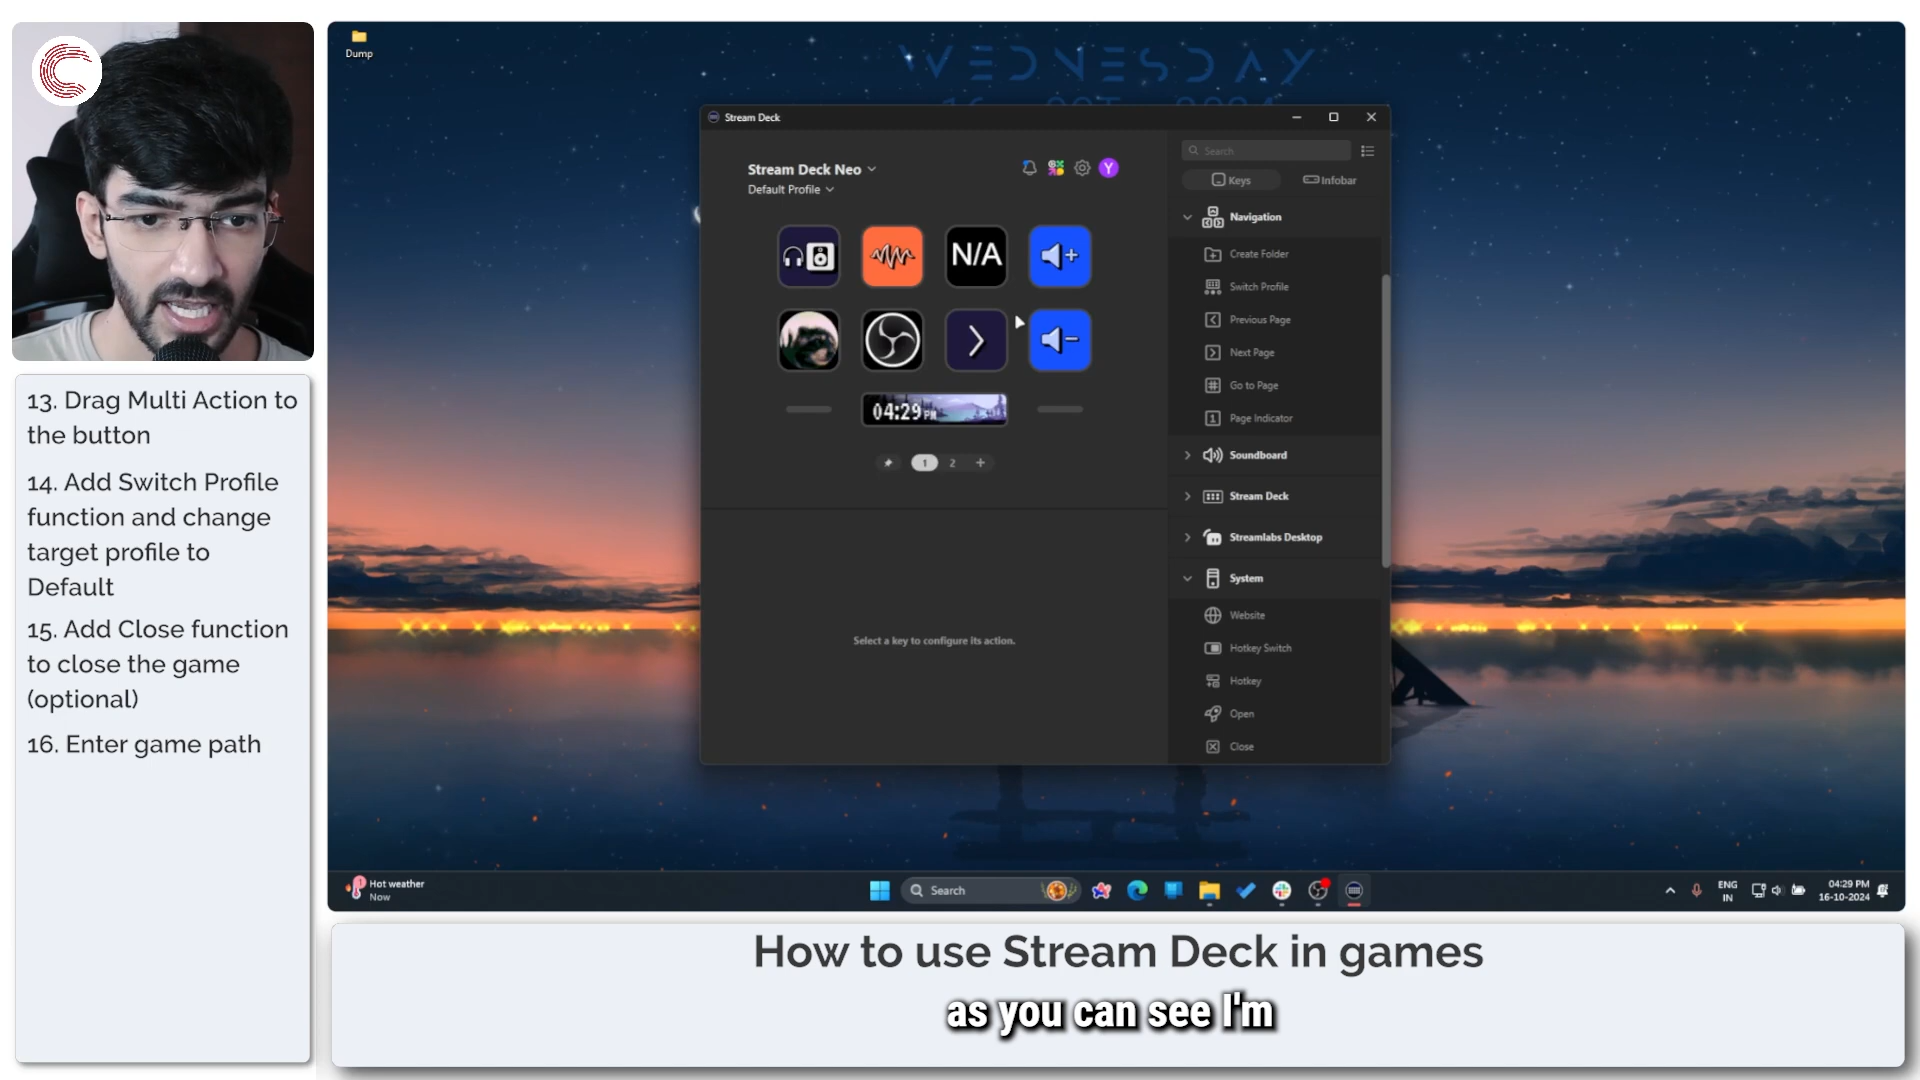 Dump
WEDNESDAY
Stream Deck
Stream Deck Neo
Default Profile
Y
N/A
04:29 PM
1 2 +
Select a key to configure its action.
Search
Keys
Infobar
Navigation
Create Folder
Switch Profile
Previous Page
Next Page
Go to Page
Page Indicator
Soundboard
Stream Deck
Streamlabs Desktop
System
Website
Hotkey Switch
Hotkey
Open
Close
13. Drag Multi Action to
the button
14. Add Switch Profile
function and change
target profile to
Default
15. Add Close function
to close the game
(optional)
16. Enter game path
Hot weather
Now
Search
ENG
IN
04:29 PM
16-10-2024
How to use Stream Deck in games
as you can see I'm